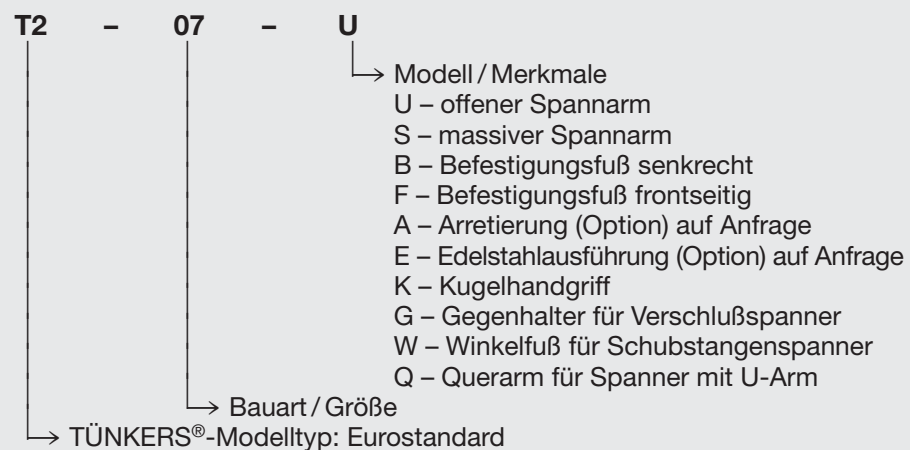 T2 – 07 – U
Modell / Merkmale
U – offener Spannarm
S – massiver Spannarm
B – Befestigungsfuß senkrecht
F – Befestigungsfuß frontseitig
A – Arretierung (Option) auf Anfrage
E – Edelstahlausführung (Option) auf Anfrage
K – Kugelhandgriff
G – Gegenhalter für Verschlußspanner
W – Winkelfuß für Schubstangenspanner
Q – Querarm für Spanner mit U-Arm
Bauart / Größe
TÜNKERS®-Modelltyp: Eurostandard